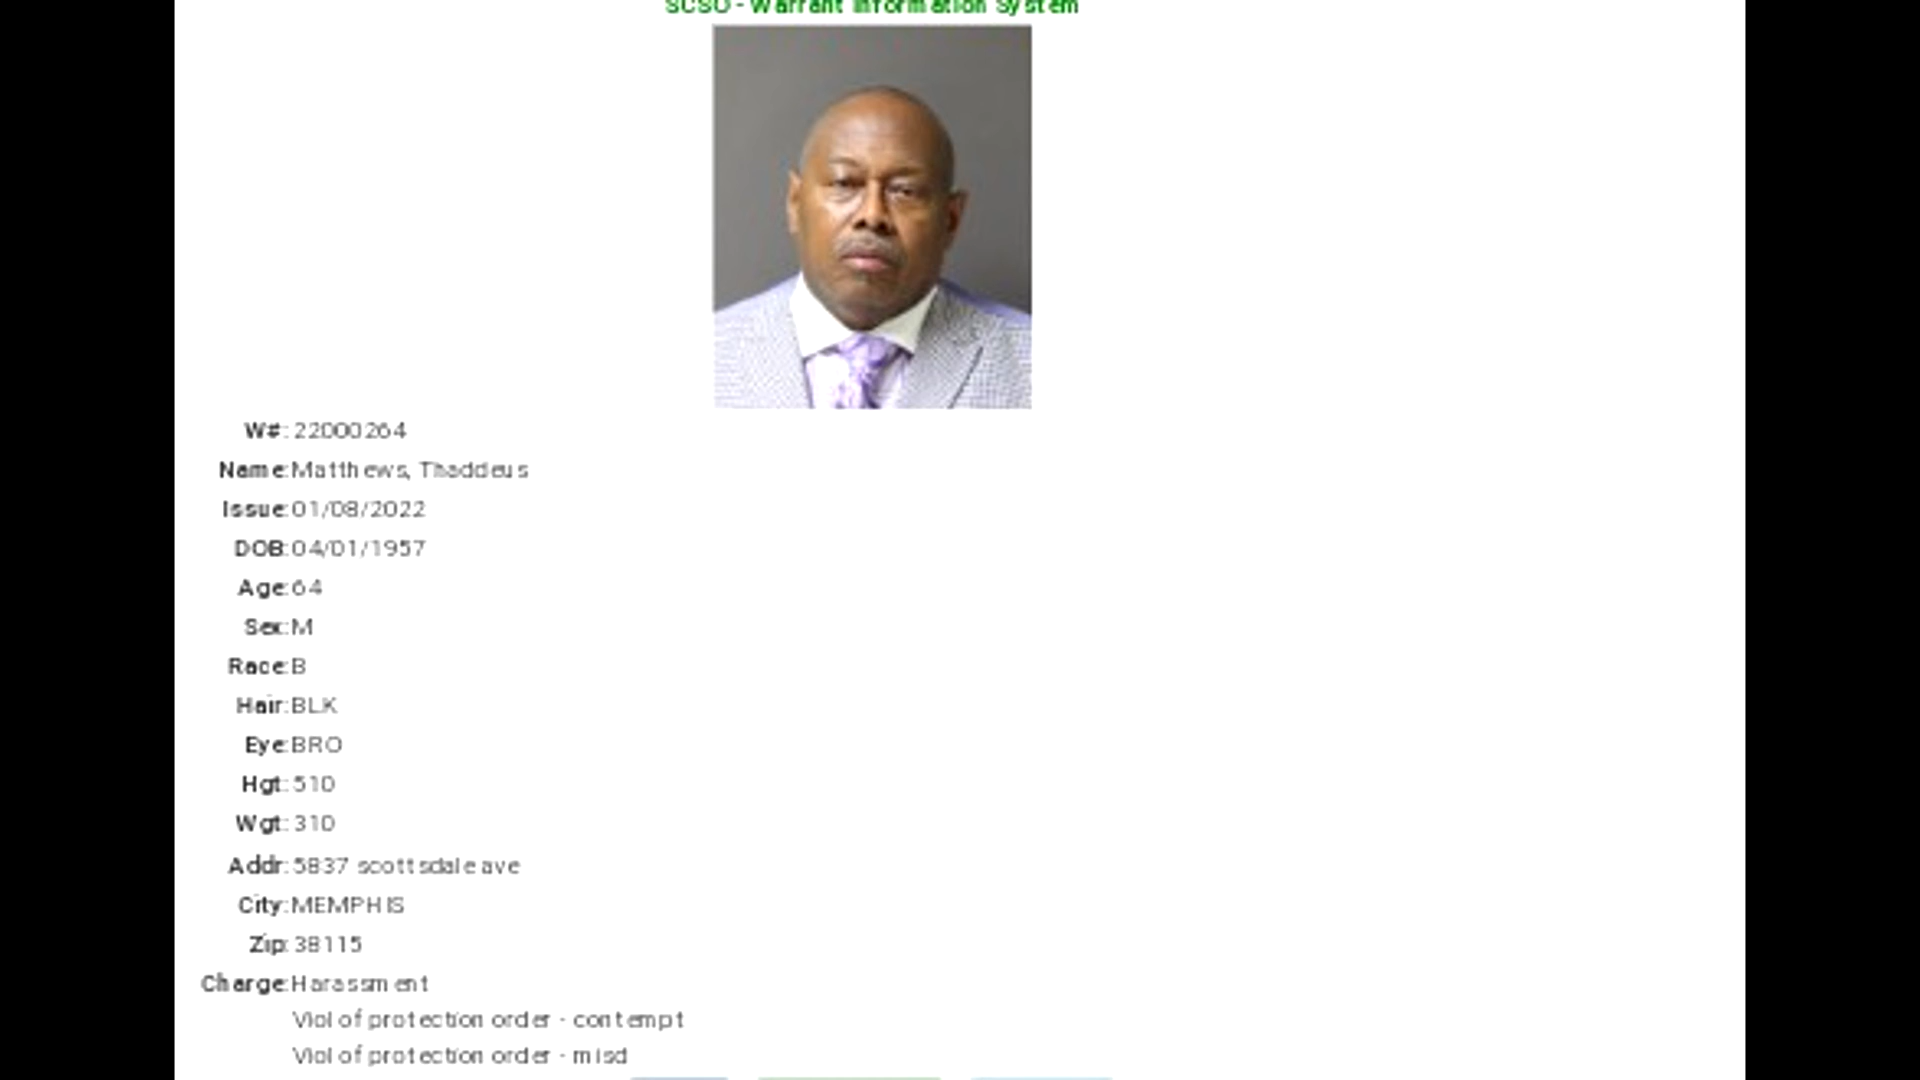 SCSO - Warrant Information System
W#: 22000264
Name: Matthews, Thaddeus
Issue: 01/08/2022
DOB: 04/01/1957
Age: 64
Sex: M
Race: B
Hair: BLK
Eye: BRO
Hgt: 510
Wgt: 310
Addr: 5837 scottsdale ave
City: MEMPHIS
Zip: 38115
Charge: Harassment
Viol of protection order - contempt
Viol of protection order - misd